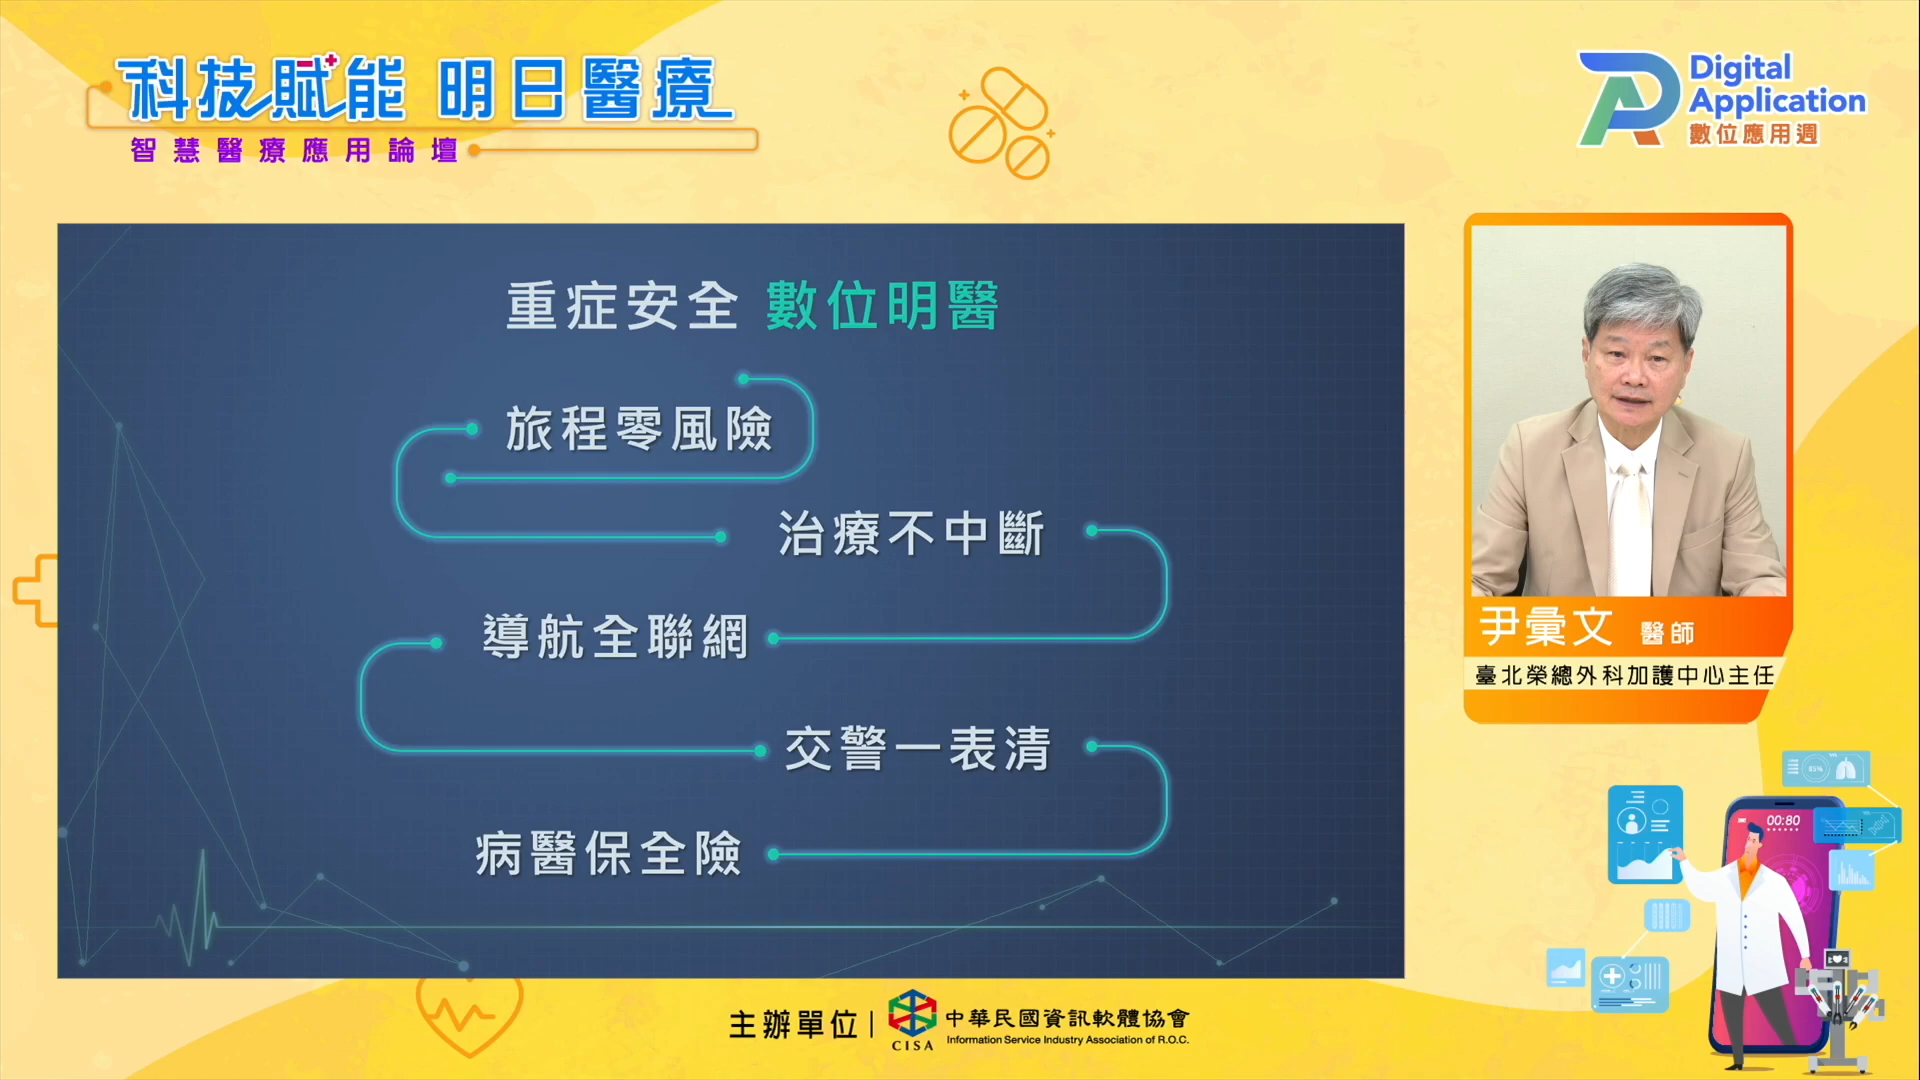 科技賦能 明日醫療
智慧醫療應用論壇
Digital
Application
數位應用週
重症安全 數位明醫
旅程零風險
治療不中斷
導航全聯網
交警一表清
病醫保全險
尹彙文 醫師
臺北榮總外科加護中心主任
85%
00:80
主辦單位
CISA
中華民國資訊軟體協會
Information Service Industry Association of R.O.C.